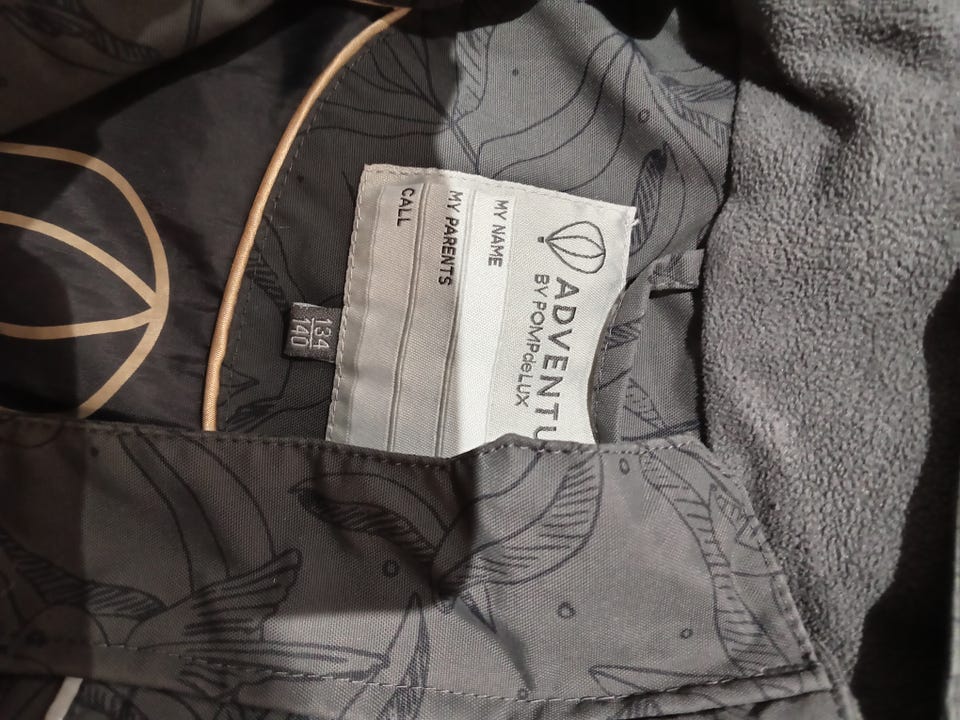 ADVENTU
BY POMPdeLUX
MY NAME
MY PARENTS
CALL
134
140